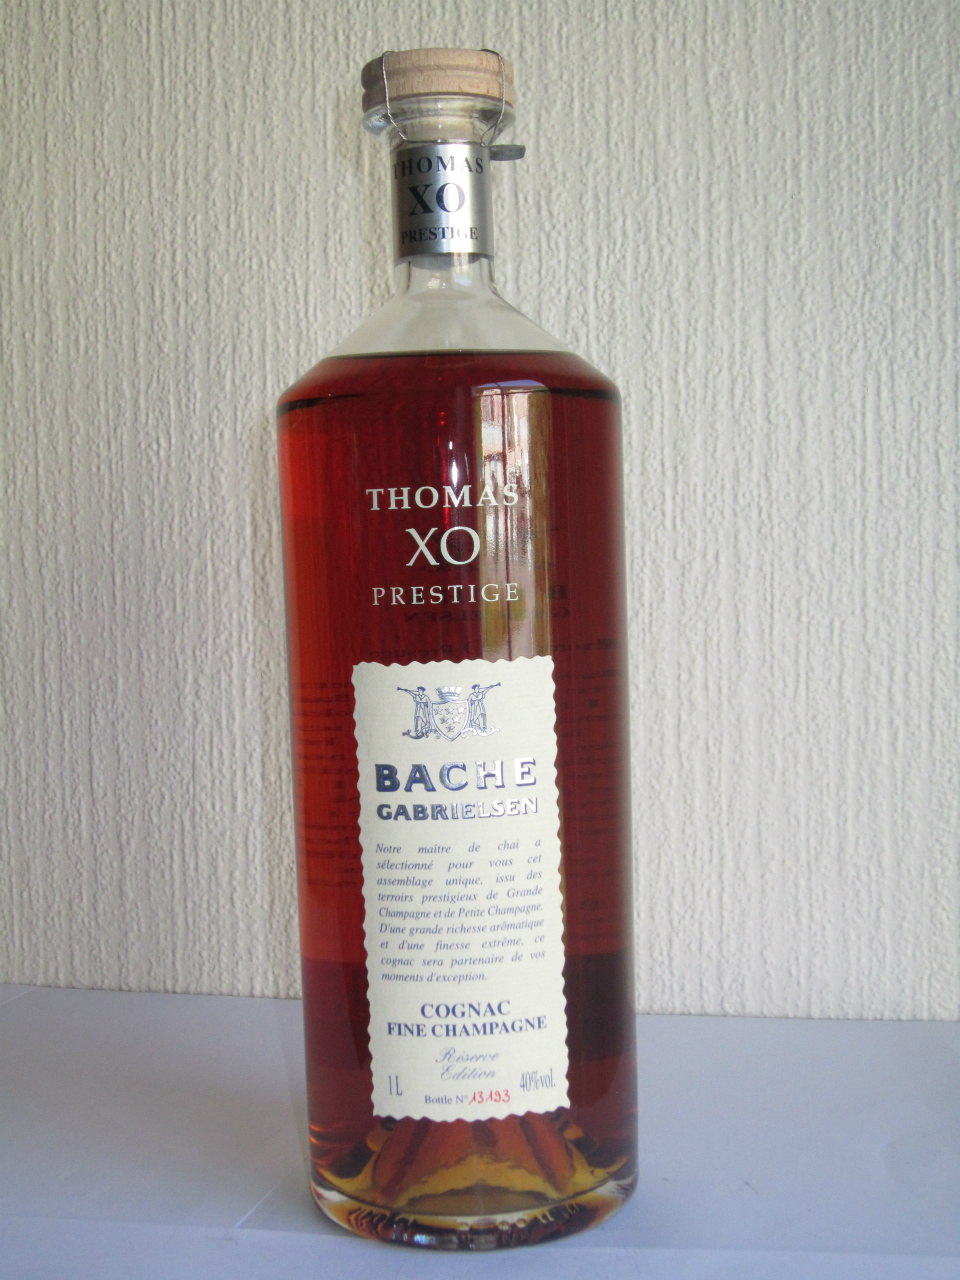 THOMAS
XO
PRESTIGE
THOMAS
XO
PRESTIGE
BACHE
GABRIELSEN
Notre maître de chai a
sélectionné pour vous cet
assemblage unique, issu des
terroirs prestigieux de Grande
Champagne et de Petite Champagne.
D'une grande richesse arômatique
et d'une finesse extrême, ce
cognac sera partenaire de vos
moments d'exception.
COGNAC
FINE CHAMPAGNE
Réserve
Edition
1L 40%vol.
Bottle N° 13193